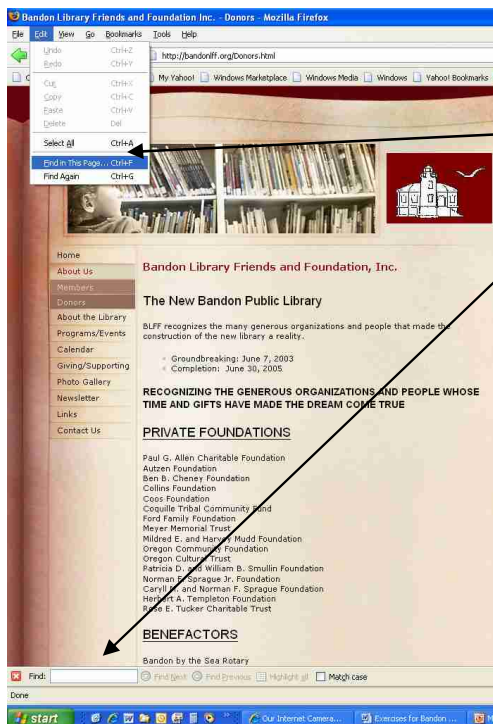 Bandon Library Friends and Foundation Inc. - Donors - Mozilla Firefox
File Edit View Go Bookmarks Tools Help
Undo Ctrl+Z
Redo Ctrl+Y
http://bandonlff.org/Donors.html
Cut Ctrl+X
My Yahoo! Windows Marketplace Windows Media Windows Yahoo! Bookmarks
Copy Ctrl+C
Paste Ctrl+V
Delete Del
Select All Ctrl+A
Find in This Page... Ctrl+F
Find Again Ctrl+G
Home
About Us
Members
Donors
About the Library
Programs/Events
Calendar
Giving/Supporting
Photo Gallery
Newsletter
Links
Contact Us
Bandon Library Friends and Foundation, Inc.
The New Bandon Public Library
BLFF recognizes the many generous organizations and people that made the
construction of the new library a reality.
Groundbreaking: June 7, 2003
Completion: June 30, 2005
RECOGNIZING THE GENEROUS ORGANIZATIONS AND PEOPLE WHOSE
TIME AND GIFTS HAVE MADE THE DREAM COME TRUE
PRIVATE FOUNDATIONS
Paul G. Allen Charitable Foundation
Autzen Foundation
Ben B. Cheney Foundation
Collins Foundation
Coos Foundation
Coquille Tribal Community Fund
Ford Family Foundation
Meyer Memorial Trust
Mildred E. and Harvey Mudd Foundation
Oregon Community Foundation
Oregon Cultural Trust
Patricia D. and William B. Smullin Foundation
Norman F. Sprague Jr. Foundation
Caryll M. and Norman F. Sprague Foundation
Herbert A. Templeton Foundation
Rose E. Tucker Charitable Trust
BENEFACTORS
Bandon by the Sea Rotary
Find: Find Next Find Previous Highlight all Match case
Done
start Our Internet Camera... Exercises for Bandon ...